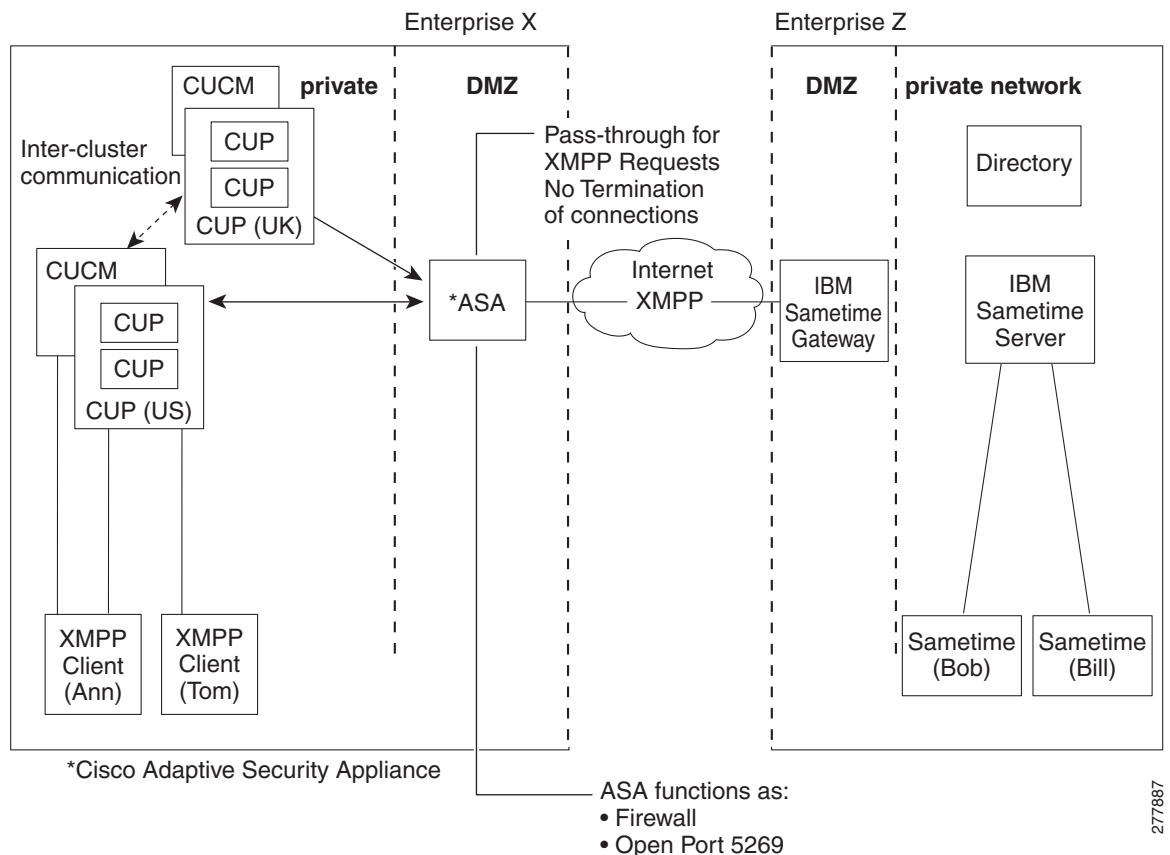 Enterprise X
Enterprise Z
CUCM
private
DMZ
DMZ
private network
CUP
CUP
CUP (UK)
Inter-cluster
communication
Pass-through for
XMPP Requests
No Termination
of connections
Directory
CUCM
CUP
CUP
CUP (US)
*ASA
Internet
XMPP
IBM
Sametime
Gateway
IBM
Sametime
Server
XMPP
Client
(Ann)
XMPP
Client
(Tom)
Sametime
(Bob)
Sametime
(Bill)
*Cisco Adaptive Security Appliance
ASA functions as:
• Firewall
• Open Port 5269
277887